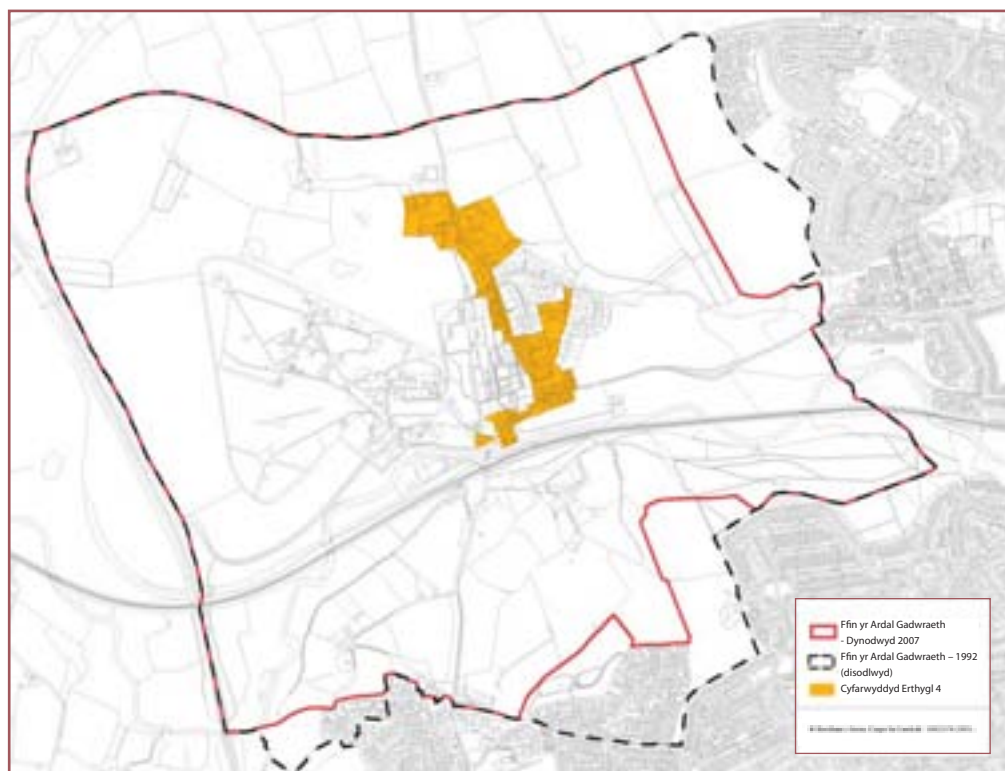 Ffin yr Ardal Gadwraeth
- Dynodwyd 2007
Ffin yr Ardal Gadwraeth – 1992
(disodlwyd)
Cyfarwyddyd Erthygl 4